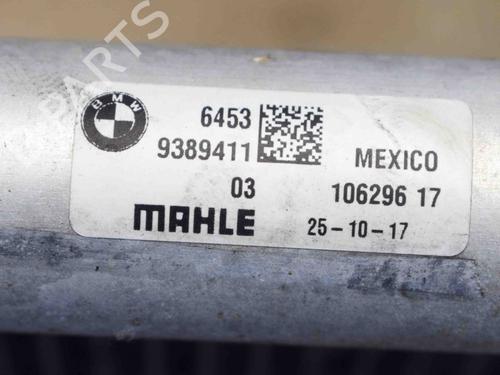 PARTS
BMW
6453
9389411
MEXICO
03
106296 17
MAHLE
25-10-17